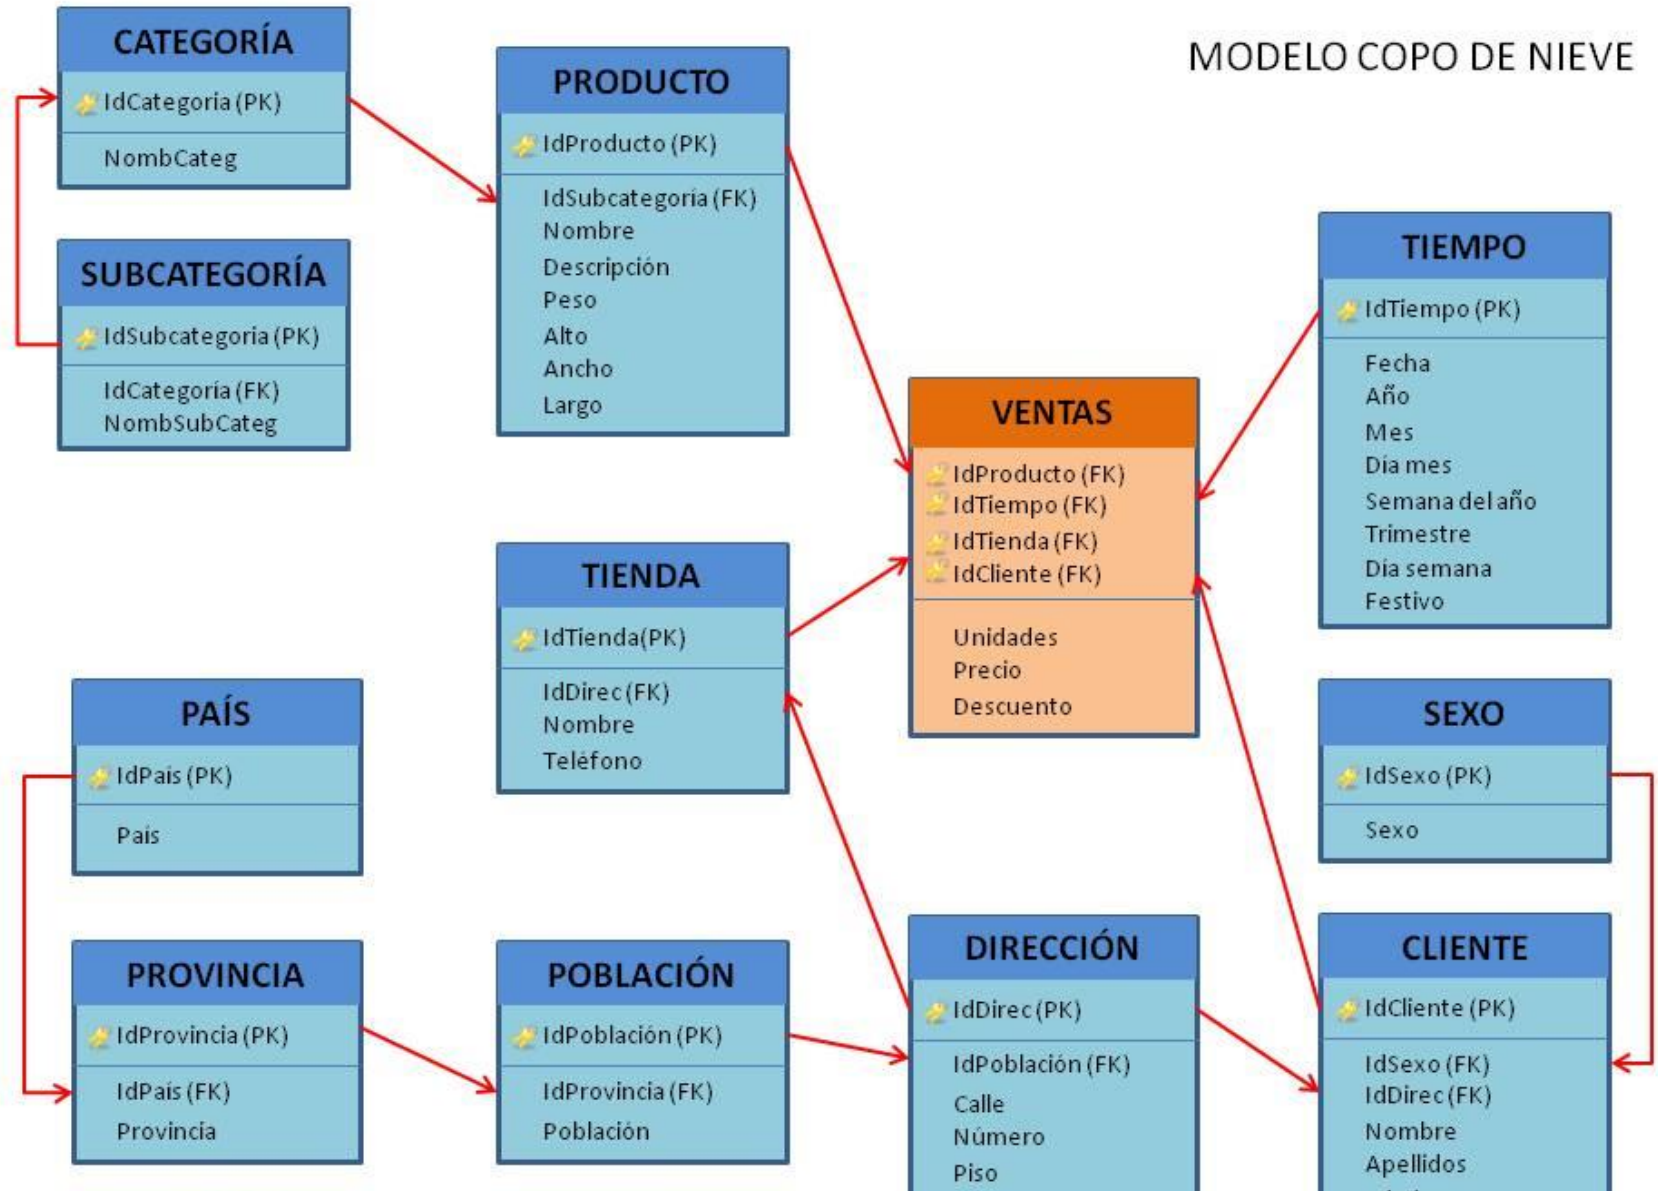 MODELO COPO DE NIEVE
CATEGORÍA
IdCategoria (PK)
NombCateg
SUBCATEGORÍA
IdSubcategoria (PK)
IdCategoría (FK)
NombSubCateg
PRODUCTO
IdProducto (PK)
IdSubcategoría (FK)
Nombre
Descripción
Peso
Alto
Ancho
Largo
TIEMPO
IdTiempo (PK)
Fecha
Año
Mes
Dia mes
Semana del año
Trimestre
Dia semana
Festivo
VENTAS
IdProducto (FK)
IdTiempo (FK)
IdTienda (FK)
IdCliente (FK)
Unidades
Precio
Descuento
TIENDA
IdTienda(PK)
IdDirec (FK)
Nombre
Teléfono
PAÍS
IdPais (PK)
País
SEXO
IdSexo (PK)
Sexo
PROVINCIA
IdProvincia (PK)
IdPais (FK)
Provincia
POBLACIÓN
IdPoblación (PK)
IdProvincia (FK)
Población
DIRECCIÓN
IdDirec (PK)
IdPoblación (FK)
Calle
Número
Piso
CLIENTE
IdCliente (PK)
IdSexo (FK)
IdDirec (FK)
Nombre
Apellidos